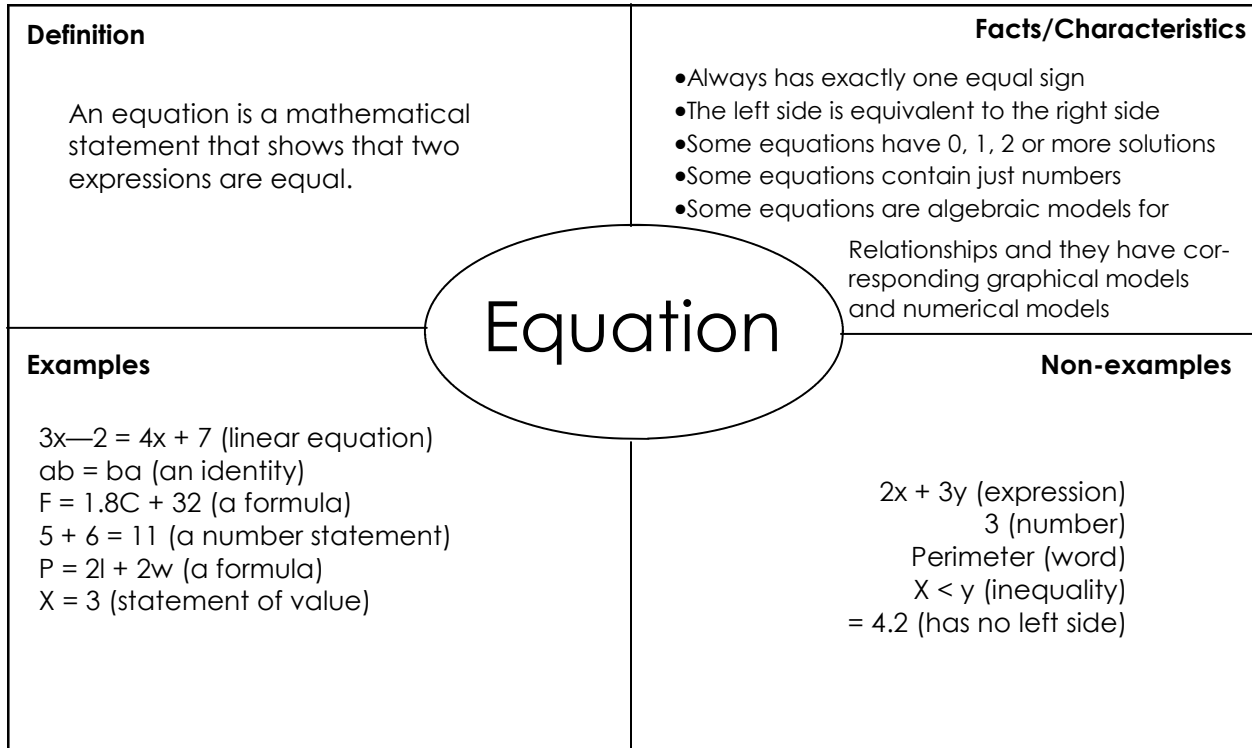 Definition
An equation is a mathematical
statement that shows that two
expressions are equal.
Facts/Characteristics
•Always has exactly one equal sign
•The left side is equivalent to the right side
•Some equations have 0, 1, 2 or more solutions
•Some equations contain just numbers
•Some equations are algebraic models for
Relationships and they have cor-
responding graphical models
and numerical models
Equation
Examples
3x—2 = 4x + 7 (linear equation)
ab = ba (an identity)
F = 1.8C + 32 (a formula)
5 + 6 = 11 (a number statement)
P = 2l + 2w (a formula)
X = 3 (statement of value)
Non-examples
2x + 3y (expression)
3 (number)
Perimeter (word)
X < y (inequality)
= 4.2 (has no left side)